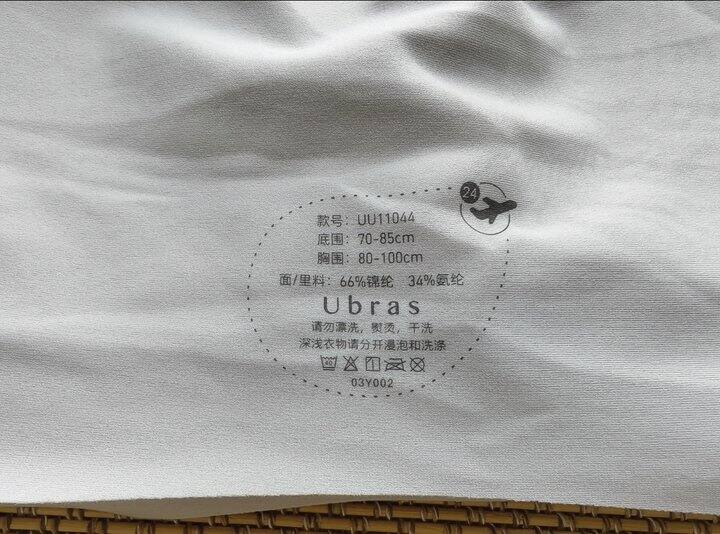 24
款号：UU11044
底围：70-85cm
胸围：80-100cm
面/里料：66%锦纶 34%氨纶
Ubras
请勿漂洗，熨烫，干洗
深浅衣物请分开浸泡和洗涤
40
03Y002